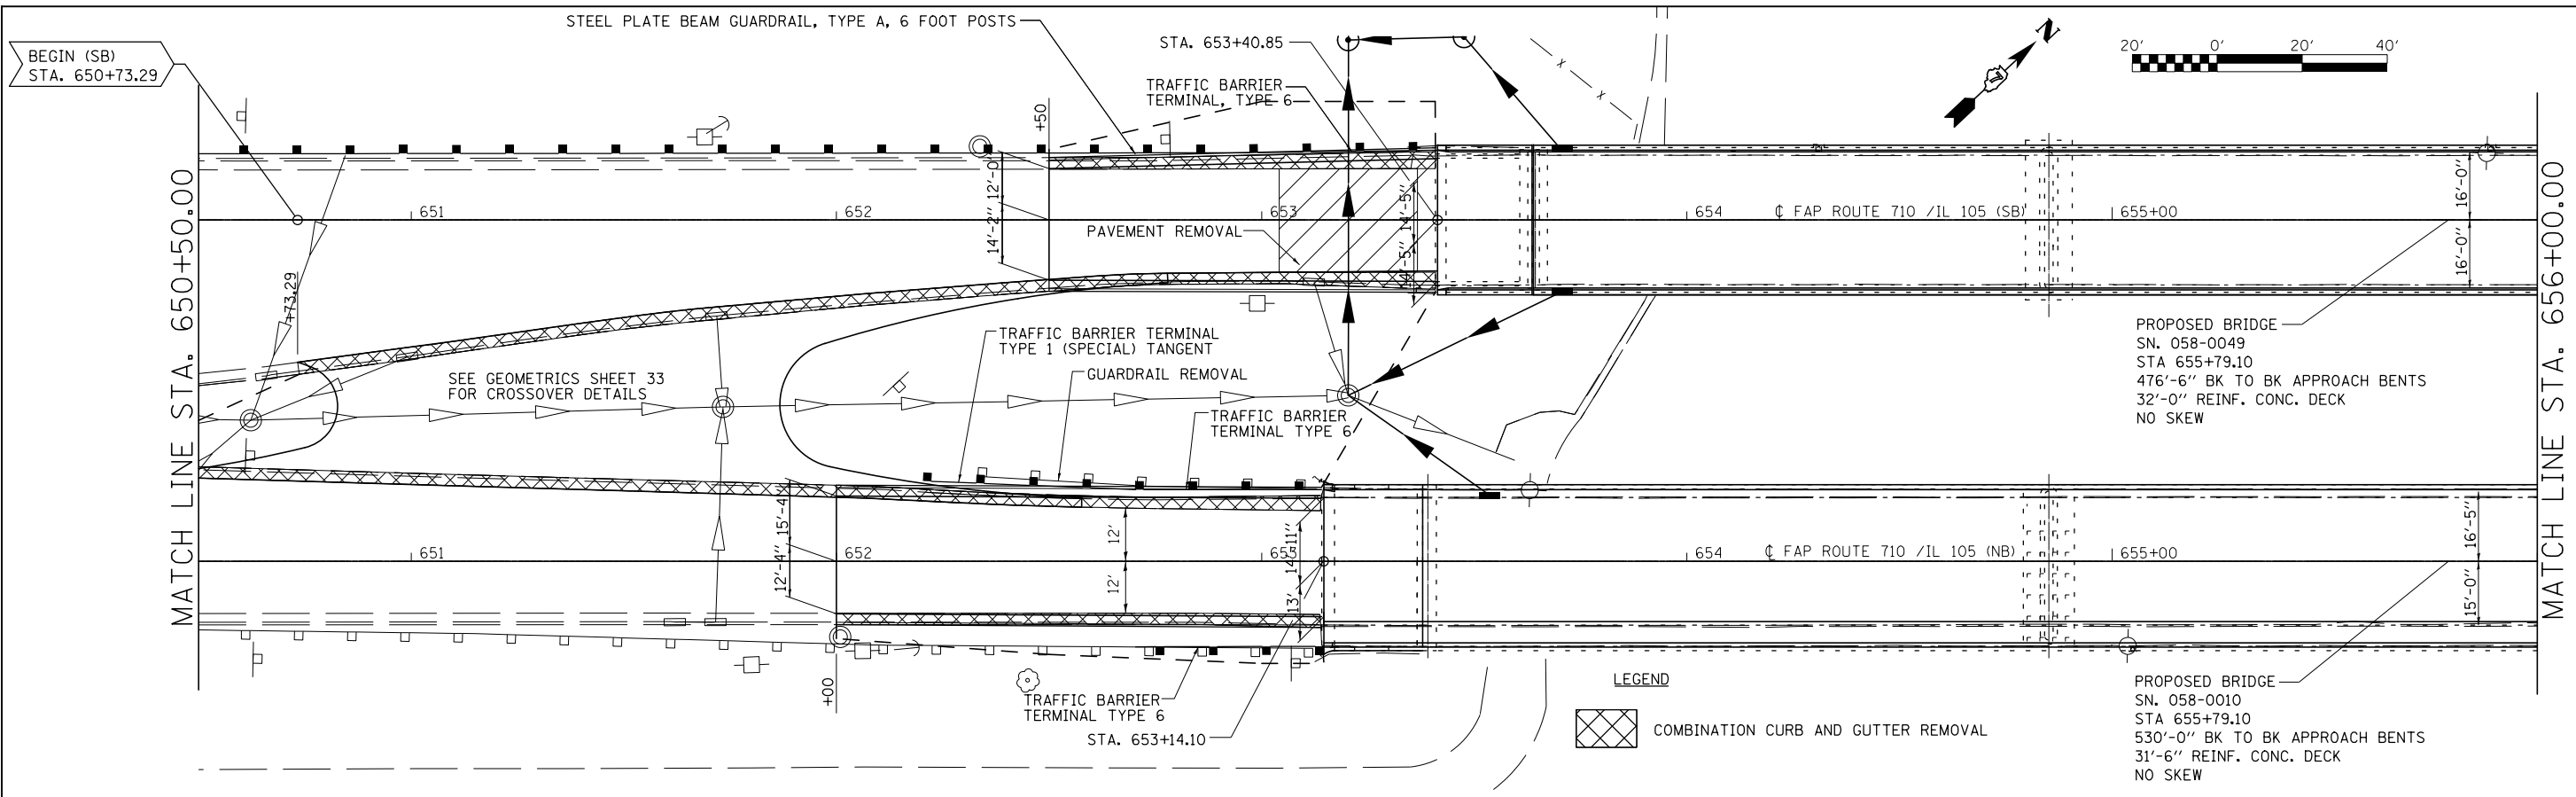 STEEL PLATE BEAM GUARDRAIL, TYPE A, 6 FOOT POSTS
BEGIN (SB)
STA. 650+73.29
STA. 653+40.85
TRAFFIC BARRIER
TERMINAL, TYPE 6
N
20' 0' 20' 40'
+50
X
X
MATCH LINE STA. 650+50.00
12'-0"
14'-2"
651
652
653
654
℄ FAP ROUTE 710 /IL 105 (SB)
655+00
14'-5"
PAVEMENT REMOVAL
16'-0"
16'-0"
MATCH LINE STA. 656+00.00
+73.29
TRAFFIC BARRIER TERMINAL
TYPE 1 (SPECIAL) TANGENT
GUARDRAIL REMOVAL
SEE GEOMETRICS SHEET 33
FOR CROSSOVER DETAILS
TRAFFIC BARRIER
TERMINAL TYPE 6
PROPOSED BRIDGE
SN. 058-0049
STA 655+79.10
476'-6" BK TO BK APPROACH BENTS
32'-0" REINF. CONC. DECK
NO SKEW
15'-4"
12'-4"
651
652
12'
12'
653
14'-11"
13'
654
℄ FAP ROUTE 710 /IL 105 (NB)
655+00
16'-5"
15'-0"
+00
TRAFFIC BARRIER
TERMINAL TYPE 6
STA. 653+14.10
LEGEND
COMBINATION CURB AND GUTTER REMOVAL
PROPOSED BRIDGE
SN. 058-0010
STA 655+79.10
530'-0" BK TO BK APPROACH BENTS
31'-6" REINF. CONC. DECK
NO SKEW